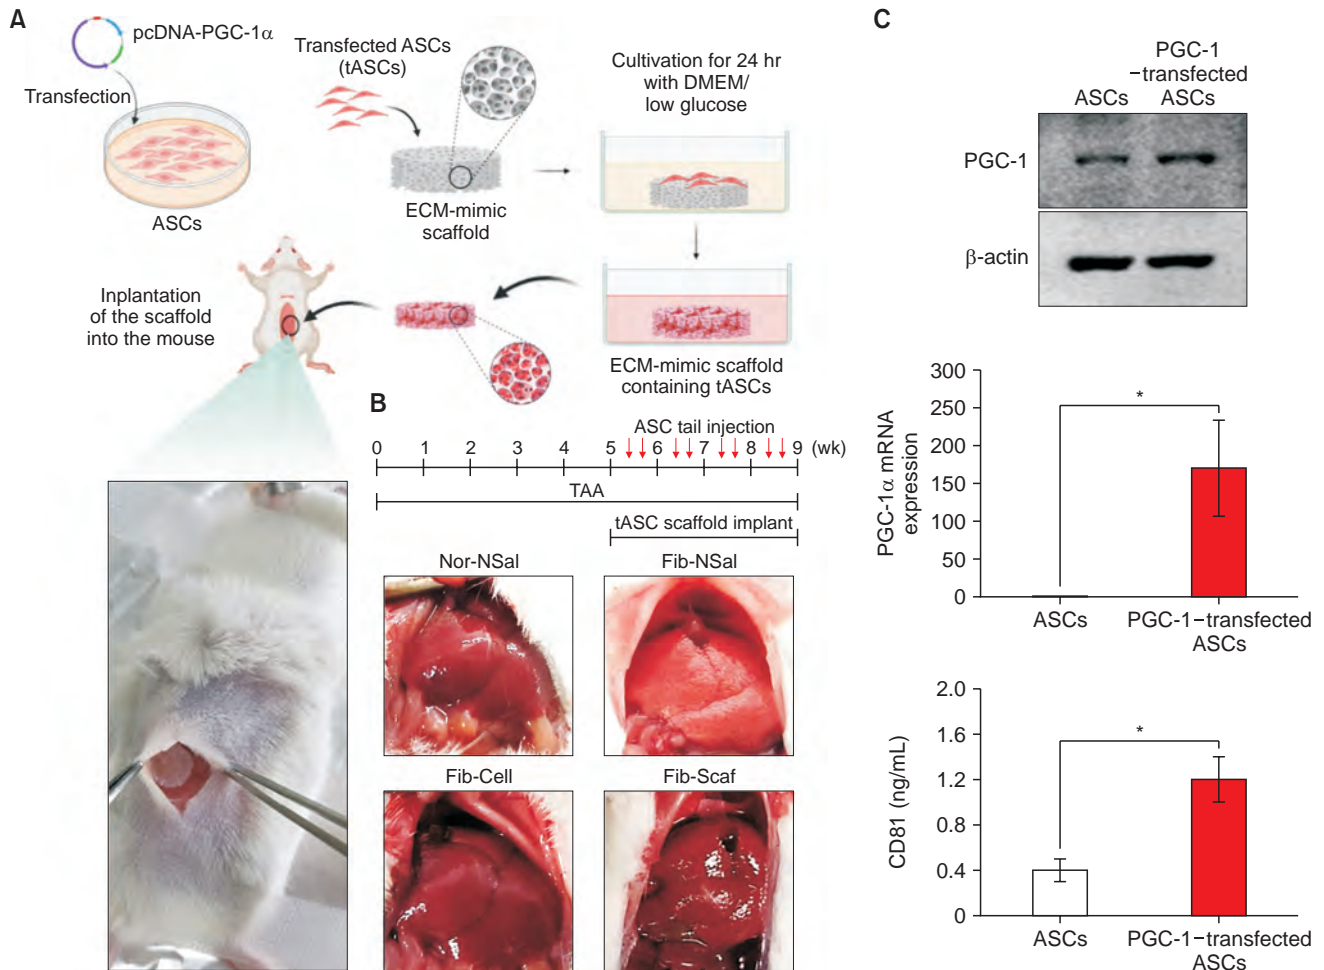 A
pcDNA-PGC-1α
Transfection
ASCs
Transfected ASCs
(tASCs)
ECM-mimic
scaffold
Cultivation for 24 hr
with DMEM/
low glucose
ECM-mimic scaffold
containing tASCs
Inplantation
of the scaffold
into the mouse
B
ASC tail injection
0 1 2 3 4 5 6 7 8 9 (wk)
TAA
tASC scaffold implant
Nor-NSal
Fib-NSal
Fib-Cell
Fib-Scaf
C
ASCs
PGC-1
−transfected
ASCs
PGC-1
β-actin
PGC-1α mRNA
expression
300
250
200
150
100
50
0
*
ASCs
PGC-1−transfected
ASCs
CD81 (ng/mL)
2.0
1.6
1.2
0.8
0.4
0
*
ASCs
PGC-1−transfected
ASCs